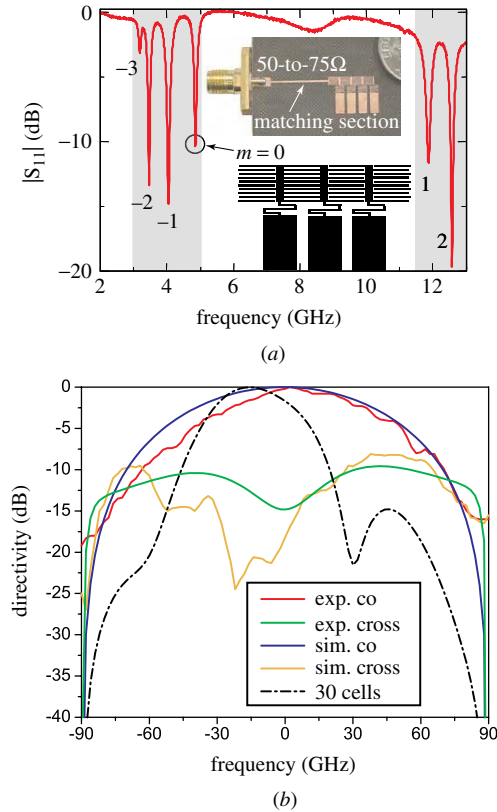 0
-10
-20
|S11| (dB)
-3
-2
-1
m = 0
1
2
50-to-75Ω
matching section
2 4 6 8 10 12
frequency (GHz)
(a)
0
-5
-10
-15
-20
-25
-30
-35
-40
directivity (dB)
exp. co
exp. cross
sim. co
sim. cross
30 cells
-90 -60 -30 0 30 60 90
frequency (GHz)
(b)